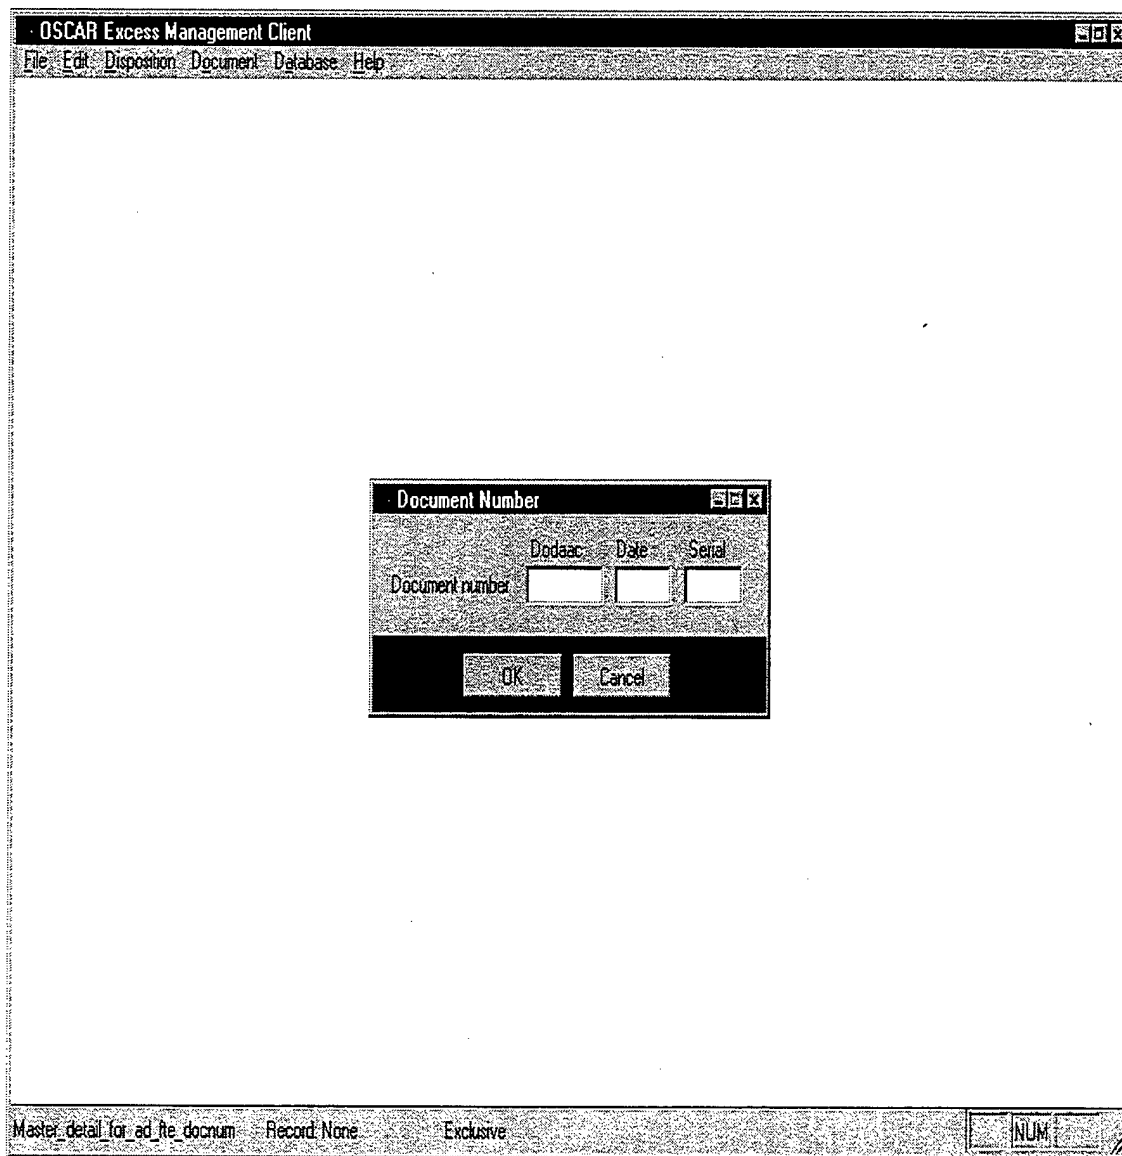 OSCAR Excess Management Client
File Edit Disposition Document Database Help
Document Number
Dodaac Date Serial
Document number
OK Cancel
Master_detail_for_ad_fte_docnum Record: None Exclusive NUM